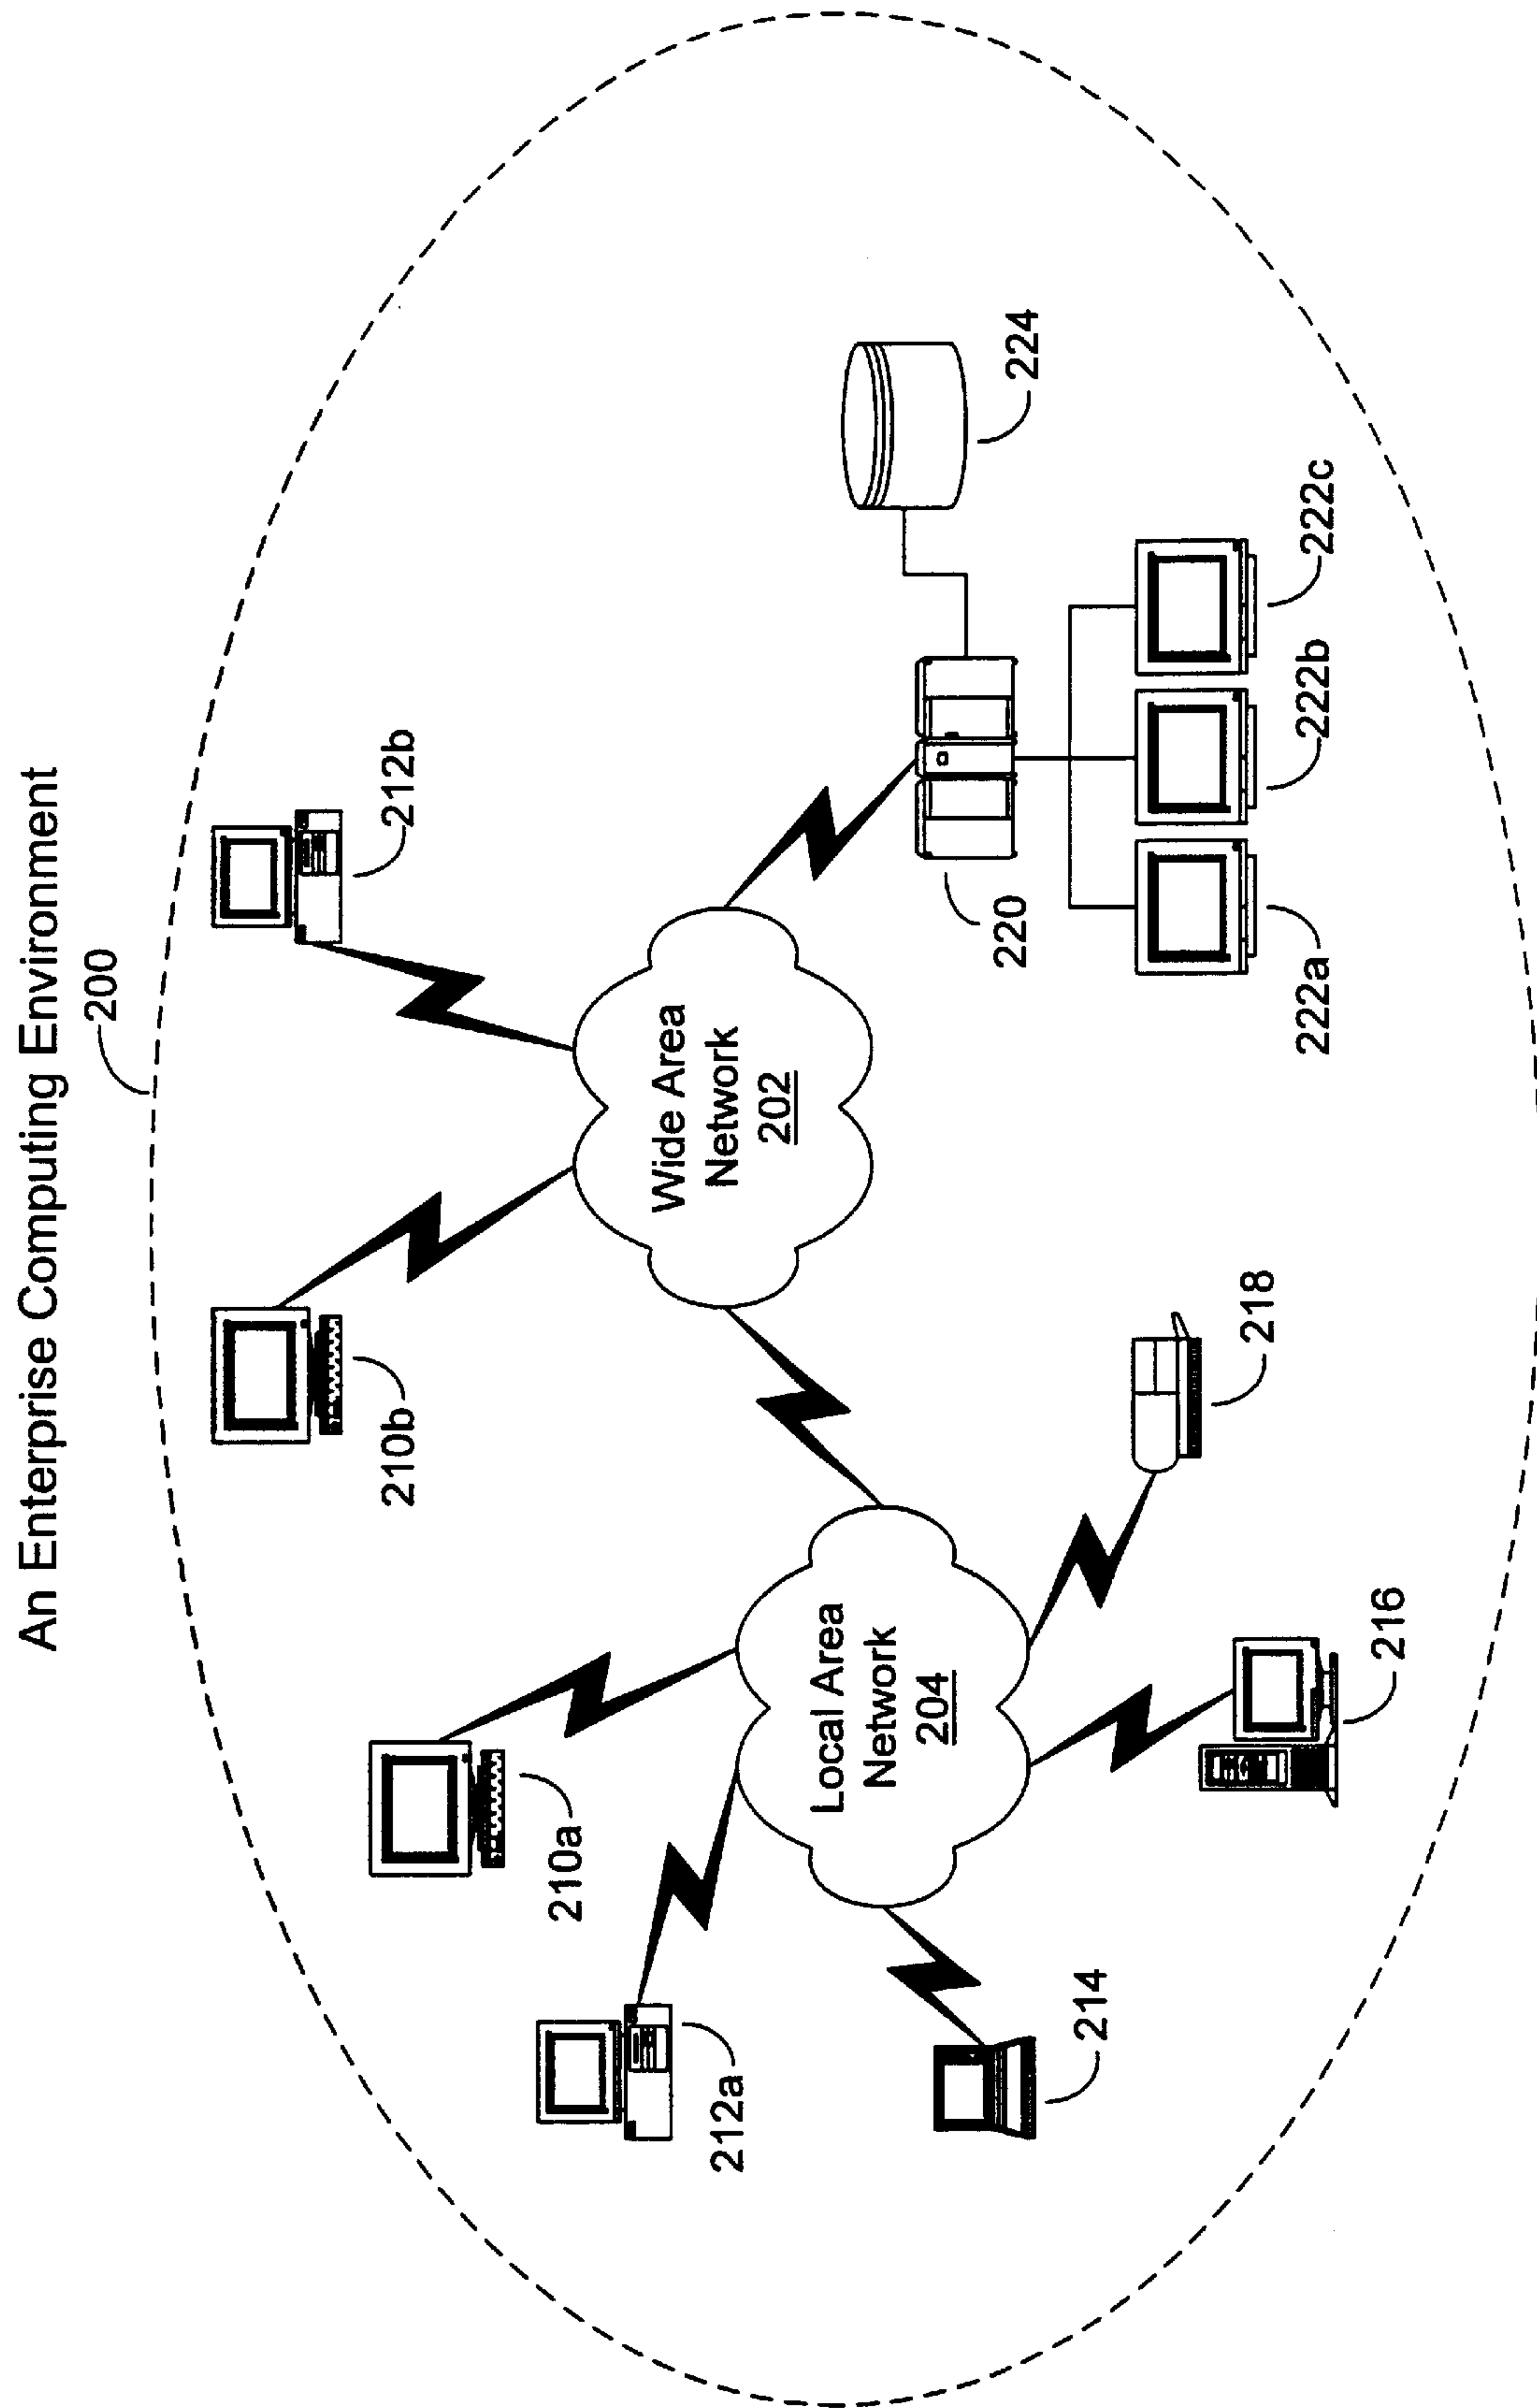 An Enterprise Computing Environment
200
210b
212b
210a
212a
Wide Area
Network
202
Local Area
Network
204
224
220
214
218
216
222a
222b
222c